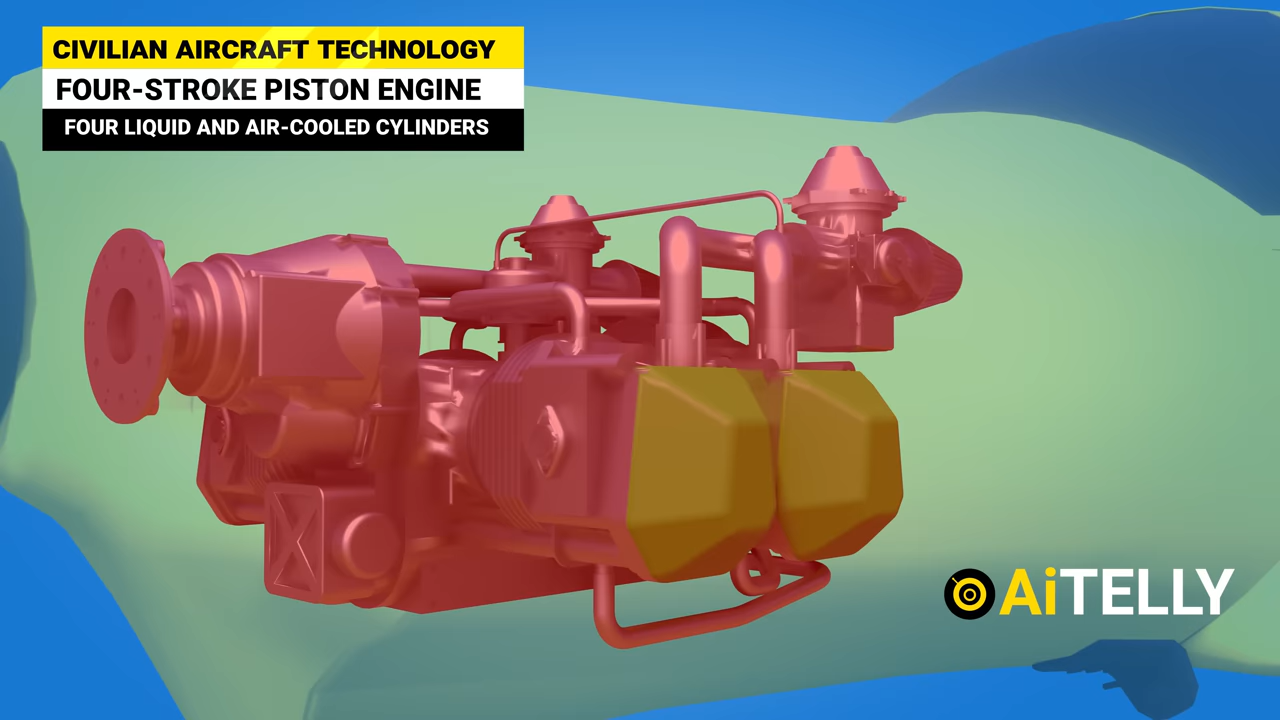 CIVILIAN AIRCRAFT TECHNOLOGY
FOUR-STROKE PISTON ENGINE
FOUR LIQUID AND AIR-COOLED CYLINDERS
AiTELLY